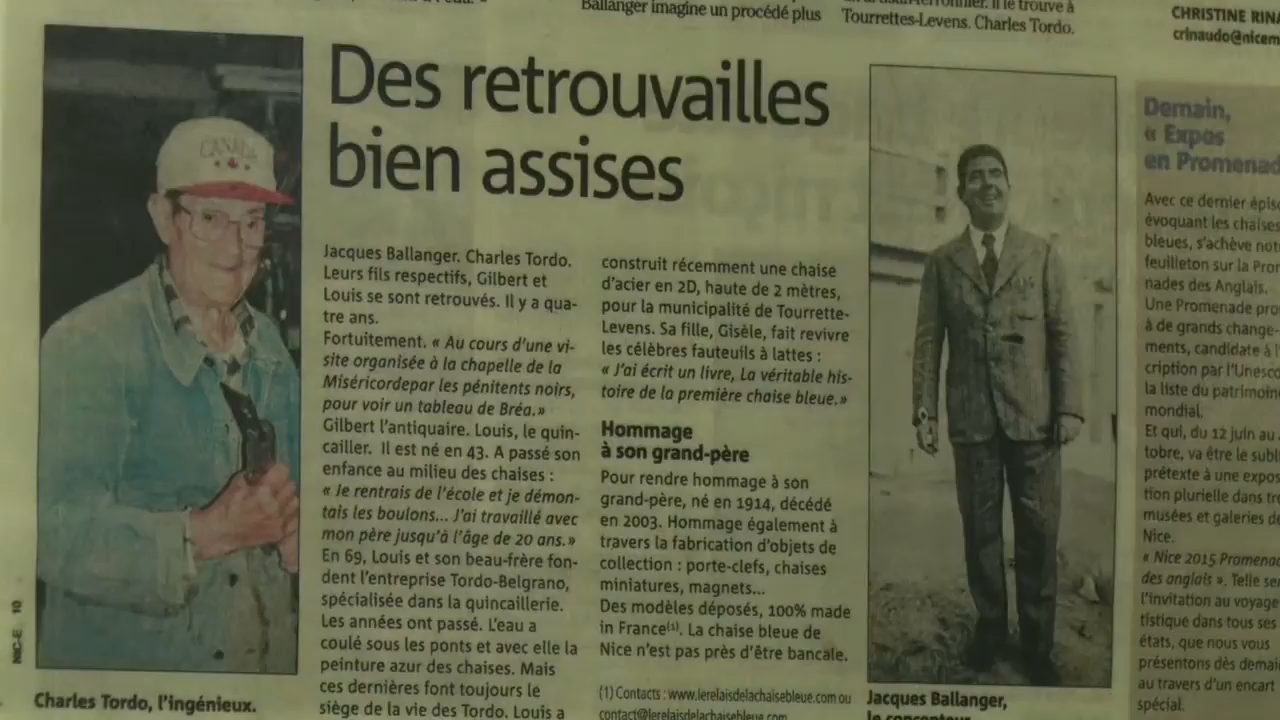 Ballanger imagine un procédé plus
Il le trouve à
Tourrettes-Levens. Charles Tordo.
CHRISTINE RINA
crinaudo@nicem
CANADA
Des retrouvailles
bien assises
Jacques Ballanger. Charles Tordo.
Leurs fils respectifs, Gilbert et
Louis se sont retrouvés. Il y a qua-
tre ans.
Fortuitement. « Au cours d'une vi-
site organisée à la chapelle de la
Miséricordepar les pénitents noirs,
pour voir un tableau de Bréa.»
Gilbert l'antiquaire. Louis, le quin-
cailler. Il est né en 43. A passé son
enfance au milieu des chaises :
« Je rentrais de l'école et je démon-
tais les boulons... J'ai travaillé avec
mon père jusqu'à l'âge de 20 ans.»
En 69, Louis et son beau-frère fon-
dent l'entreprise Tordo-Belgrano,
spécialisée dans la quincaillerie.
Les années ont passé. L'eau a
coulé sous les ponts et avec elle la
peinture azur des chaises. Mais
ces dernières font toujours le
siège de la vie des Tordo. Louis a
construit récemment une chaise
d'acier en 2D, haute de 2 mètres,
pour la municipalité de Tourrette-
Levens. Sa fille, Gisèle, fait revivre
les célèbres fauteuils à lattes :
« J'ai écrit un livre, La véritable his-
toire de la première chaise bleue.»
Hommage
à son grand-père
Pour rendre hommage à son
grand-père, né en 1914, décédé
en 2003. Hommage également à
travers la fabrication d'objets de
collection : porte-clefs, chaises
miniatures, magnets...
Des modèles déposés, 100% made
in France(1). La chaise bleue de
Nice n'est pas près d'être bancale.
(1) Contacts : www.lerelaisdelachaisebleue.com ou
contact@lerelaisdelachaisebleue.com
NIC-E 10
Charles Tordo, l'ingénieux.
Jacques Ballanger,
le concepteur
Demain,
« Expos
en Promenad
Avec ce dernier épis
évoquant les chaises
bleues, s'achève not
feuilleton sur la Pro
nades des Anglais.
Une Promenade pro
à de grands change-
ments, candidate à l'
cription par l'Unesco
la liste du patrimoin
mondial.
Et qui, du 12 juin au
tobre, va être le subl
prétexte à une expos
tion plurielle dans tr
musées et galeries d
Nice.
« Nice 2015 Promenad
des anglais ». Telle se
l'invitation au voyage
tistique dans tous ses
états, que nous vous
présentons dès demai
au travers d'un encart
spécial.